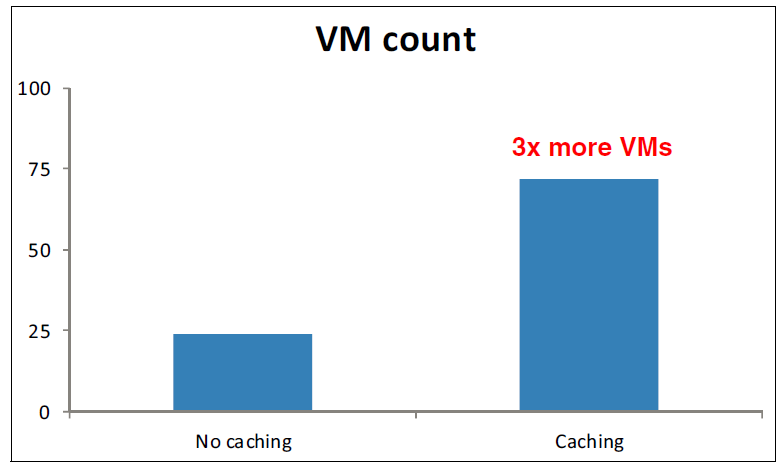 VM count
100
3x more VMs
75
50
25
0
No caching
Caching